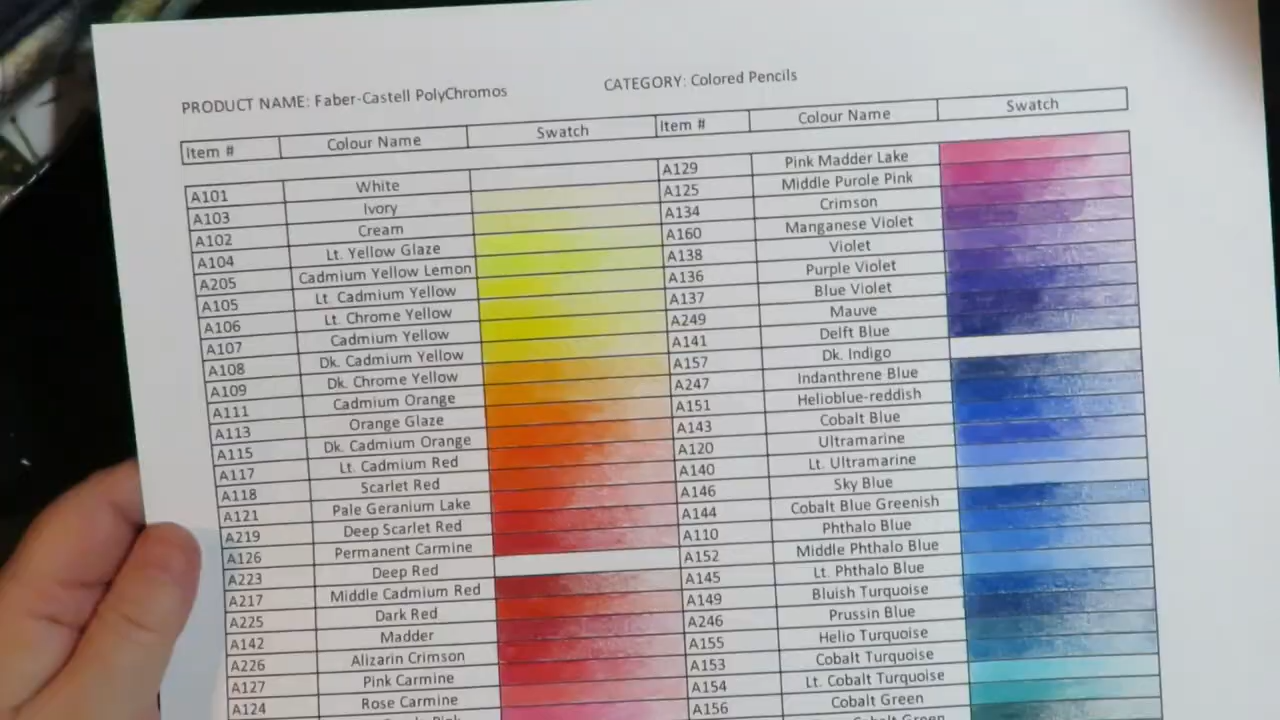 PRODUCT NAME: Faber-Castell PolyChromos CATEGORY: Colored Pencils
Item # Colour Name Swatch Item # Colour Name Swatch
A101 White A129 Pink Madder Lake
A103 Ivory A125 Middle Purole Pink
A102 Cream A134 Crimson
A104 Lt. Yellow Glaze A160 Manganese Violet
A205 Cadmium Yellow Lemon A138 Violet
A105 Lt. Cadmium Yellow A136 Purple Violet
A106 Lt. Chrome Yellow A137 Blue Violet
A107 Cadmium Yellow A249 Mauve
A108 Dk. Cadmium Yellow A141 Delft Blue
A109 Dk. Chrome Yellow A157 Dk. Indigo
A111 Cadmium Orange A247 Indanthrene Blue
A113 Orange Glaze A151 Helioblue-reddish
A115 Dk. Cadmium Orange A143 Cobalt Blue
A117 Lt. Cadmium Red A120 Ultramarine
A118 Scarlet Red A140 Lt. Ultramarine
A121 Pale Geranium Lake A146 Sky Blue
A219 Deep Scarlet Red A144 Cobalt Blue Greenish
A126 Permanent Carmine A110 Phthalo Blue
A223 Deep Red A152 Middle Phthalo Blue
A217 Middle Cadmium Red A145 Lt. Phthalo Blue
A225 Dark Red A149 Bluish Turquoise
A142 Madder A246 Prussin Blue
A226 Alizarin Crimson A155 Helio Turquoise
A127 Pink Carmine A153 Cobalt Turquoise
A124 Rose Carmine A154 Lt. Cobalt Turquoise
A156 Cobalt Green